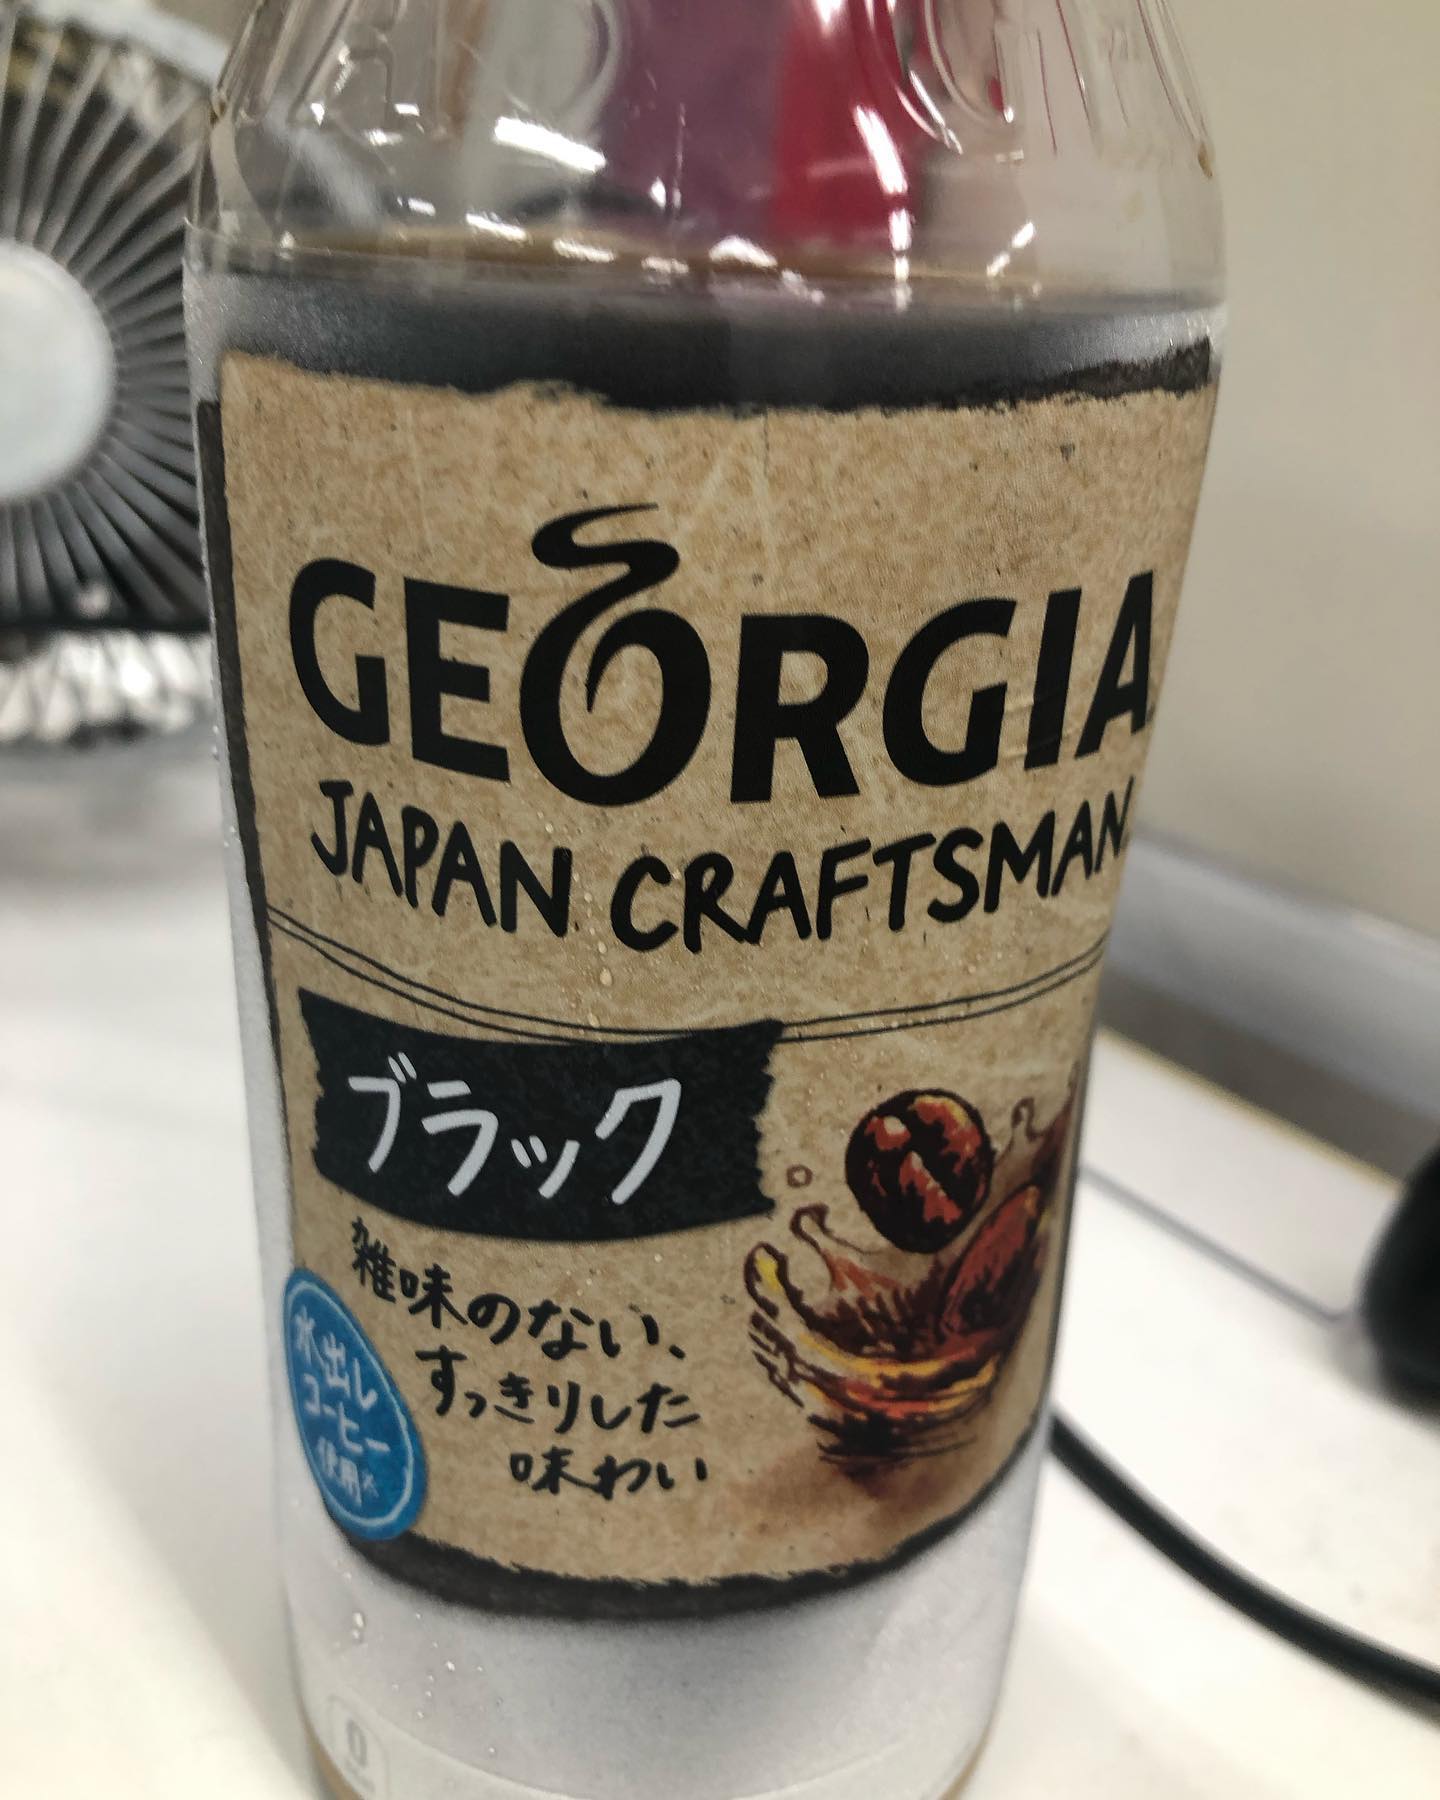 GEORGIA
JAPAN CRAFTSMAN
ブラック
雑味のない、
すっきりした
味わい
水出し
コーヒー
使用※
0